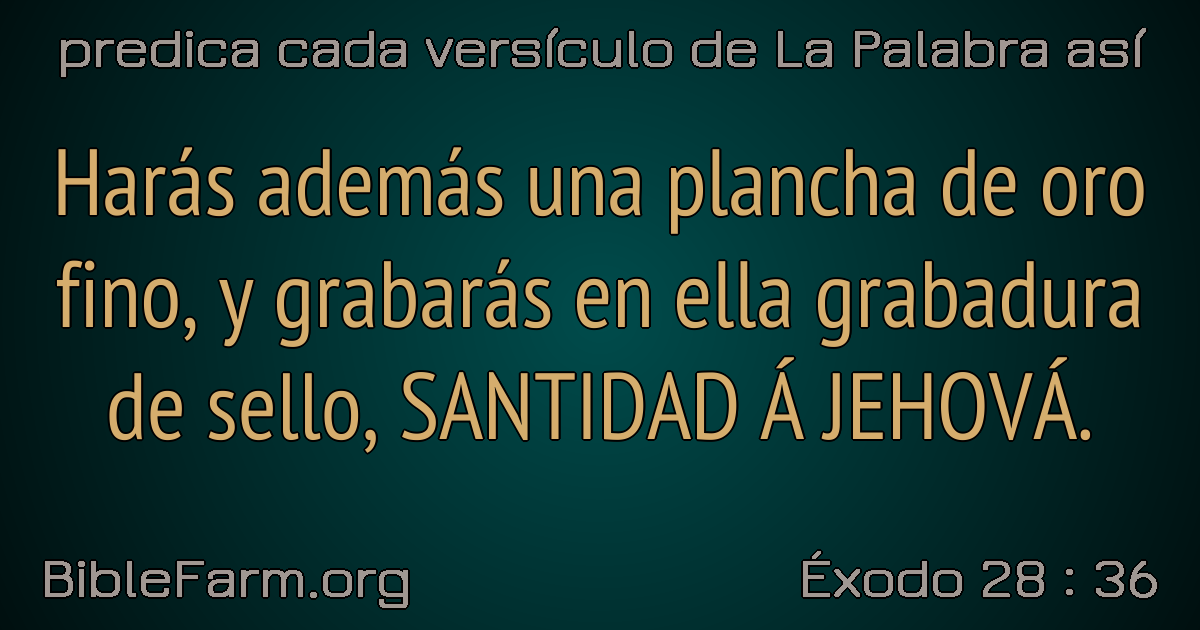 predica cada versículo de La Palabra así
Harás además una plancha de oro
fino, y grabarás en ella grabadura
de sello, SANTIDAD Á JEHOVÁ.
BibleFarm.org
Éxodo 28 : 36